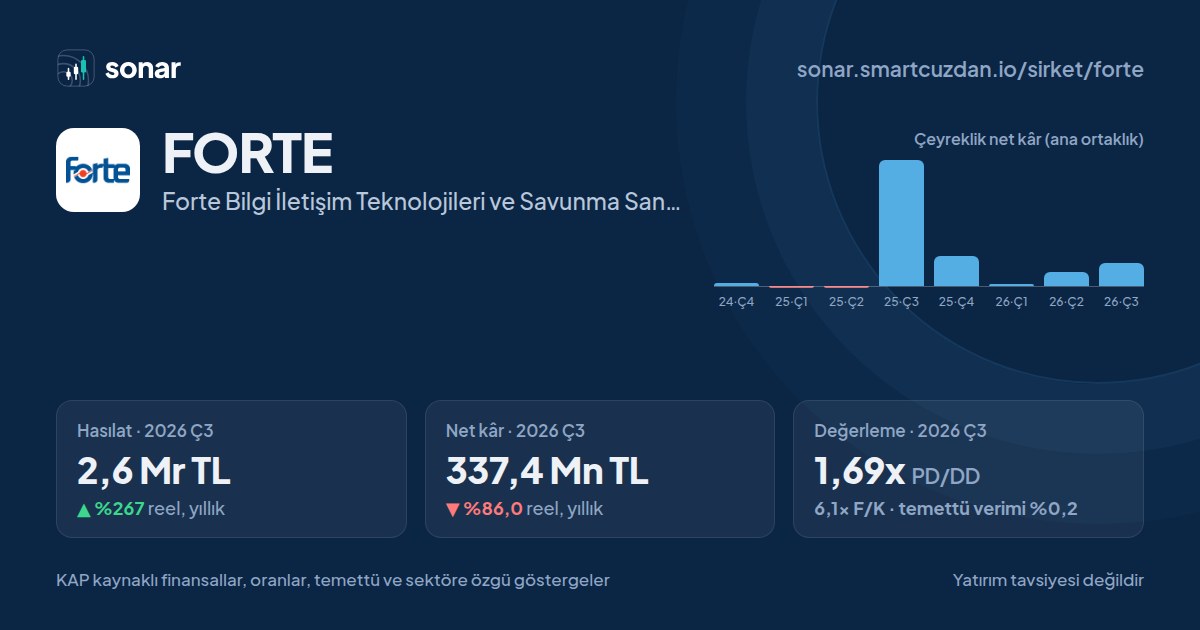 sonar
sonar.smartcuzdan.io/sirket/forte
Forte
FORTE
Forte Bilgi İletişim Teknolojileri ve Savunma San...
Çeyreklik net kâr (ana ortaklık)
24-Ç4 25-Ç1 25-Ç2 25-Ç3 25-Ç4 26-Ç1 26-Ç2 26-Ç3
Hasılat · 2026 Ç3
2,6 Mr TL
▲ %267 reel, yıllık
Net kâr · 2026 Ç3
337,4 Mn TL
▼ %86,0 reel, yıllık
Değerleme · 2026 Ç3
1,69x PD/DD
6,1× F/K · temettü verimi %0,2
KAP kaynaklı finansallar, oranlar, temettü ve sektöre özgü göstergeler
Yatırım tavsiyesi değildir